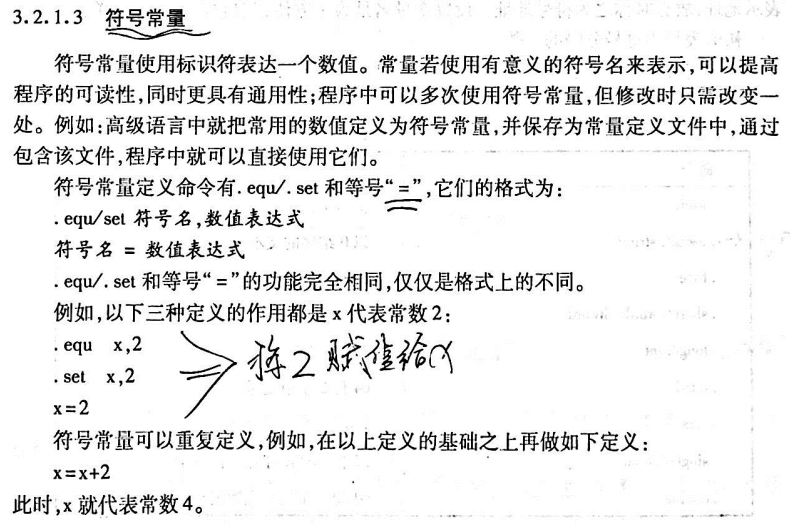 3.2.1.3 符号常量
符号常量使用标识符表达一个数值。常量若使用有意义的符号名来表示,可以提高
程序的可读性,同时更具有通用性;程序中可以多次使用符号常量,但修改时只需改变一
处。例如:高级语言中就把常用的数值定义为符号常量,并保存为常量定义文件中,通过
包含该文件,程序中就可以直接使用它们。
符号常量定义命令有.equ/.set 和等号“=”,它们的格式为:
.equ/set 符号名,数值表达式
符号名 = 数值表达式
.equ/.set 和等号“=”的功能完全相同,仅仅是格式上的不同。
例如,以下三种定义的作用都是 x 代表常数2:
.equ x,2
.set x,2
将2赋值给x
x=2
符号常量可以重复定义,例如,在以上定义的基础之上再做如下定义:
x=x+2
此时,x 就代表常数4。